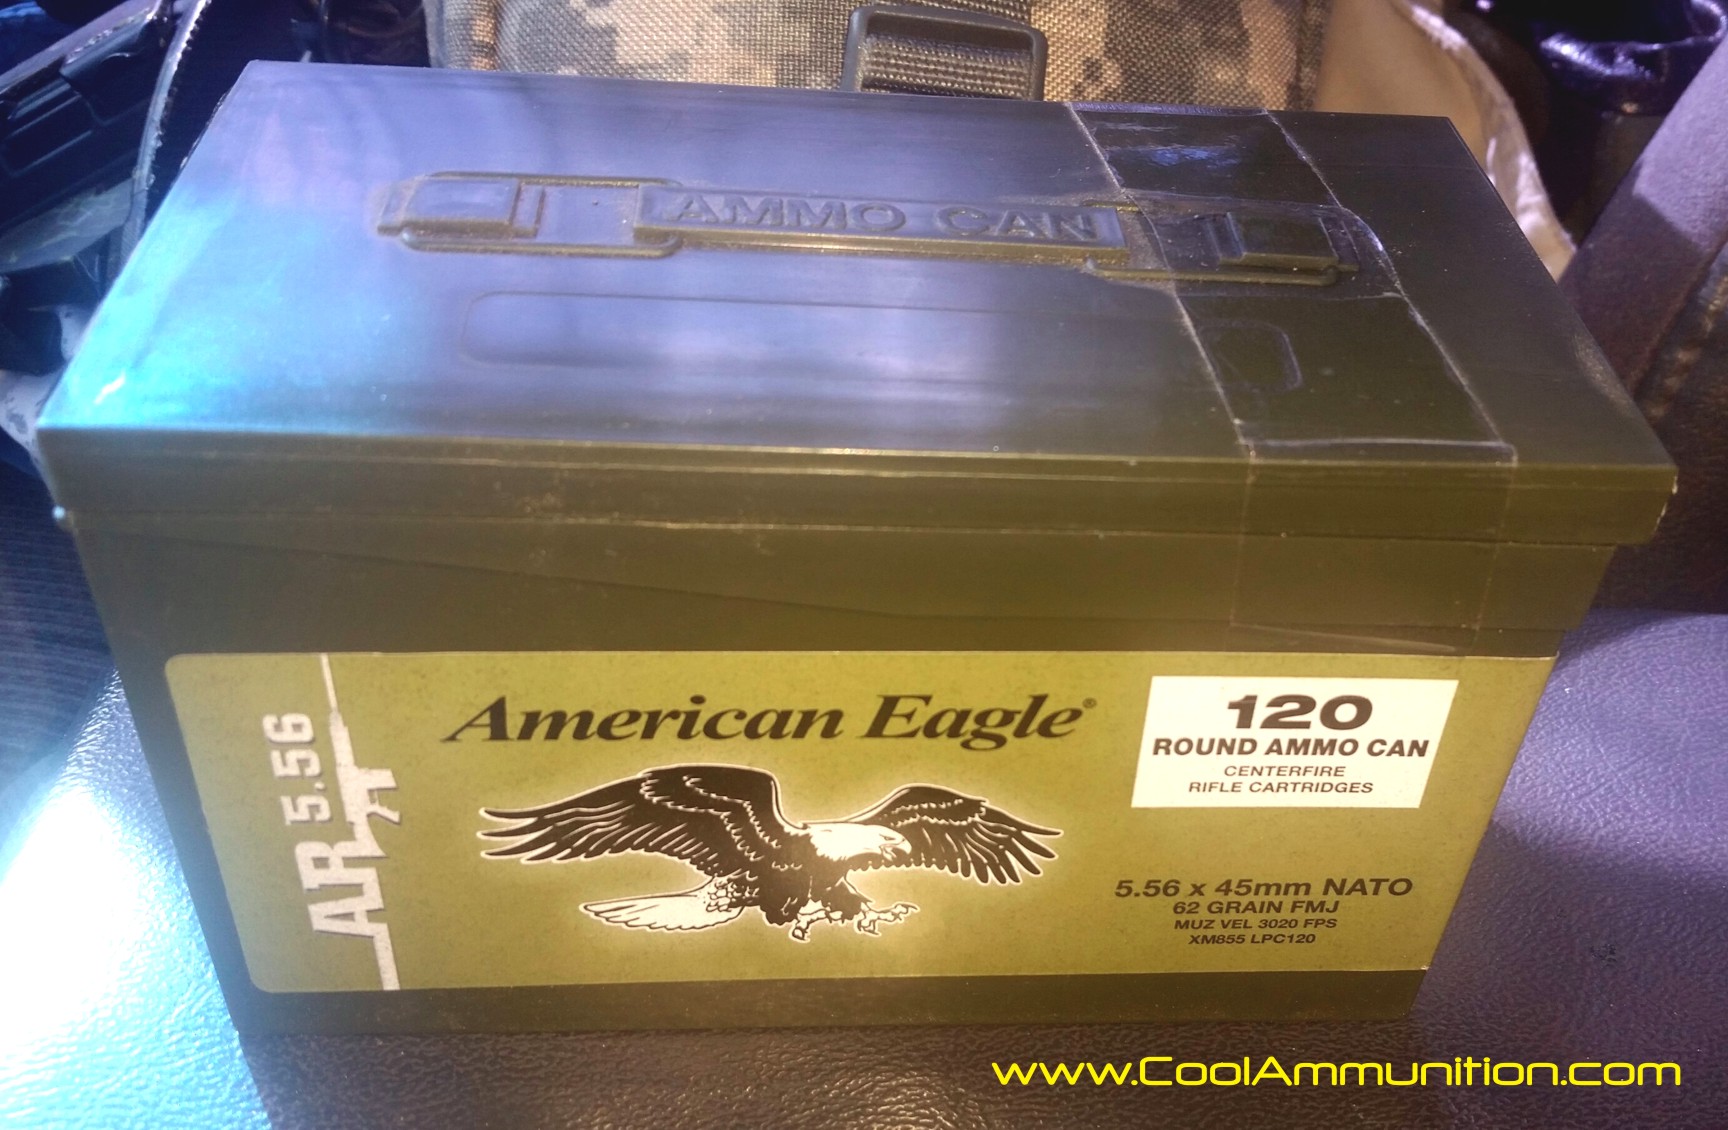 AMMO CAN
AR 5.56
American Eagle®
120
ROUND AMMO CAN
CENTERFIRE
RIFLE CARTRIDGES
5.56 x 45mm NATO
62 GRAIN FMJ
MUZ VEL 3020 FPS
XM855 LPC120
www.CoolAmmunition.com